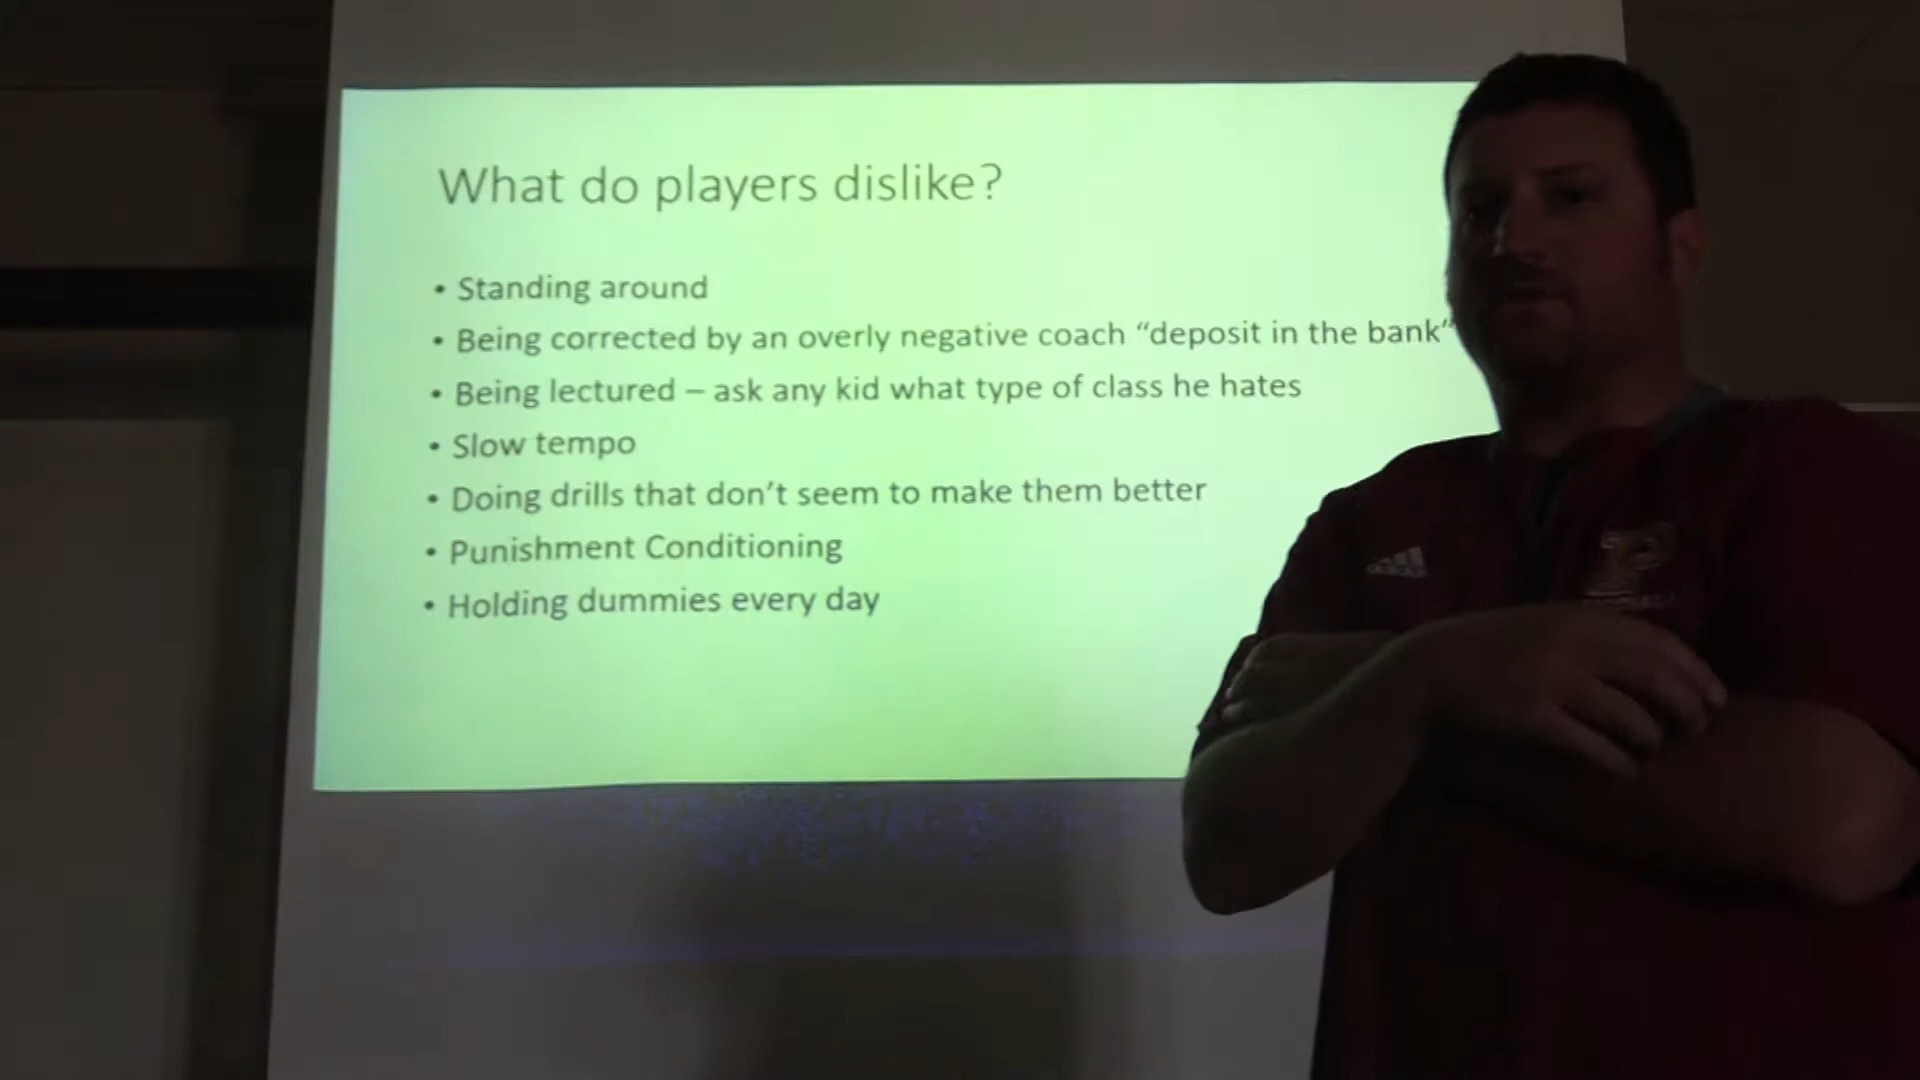 What do players dislike?
• Standing around
• Being corrected by an overly negative coach “deposit in the bank”
• Being lectured – ask any kid what type of class he hates
• Slow tempo
• Doing drills that don’t seem to make them better
• Punishment Conditioning
• Holding dummies every day
adidas
P